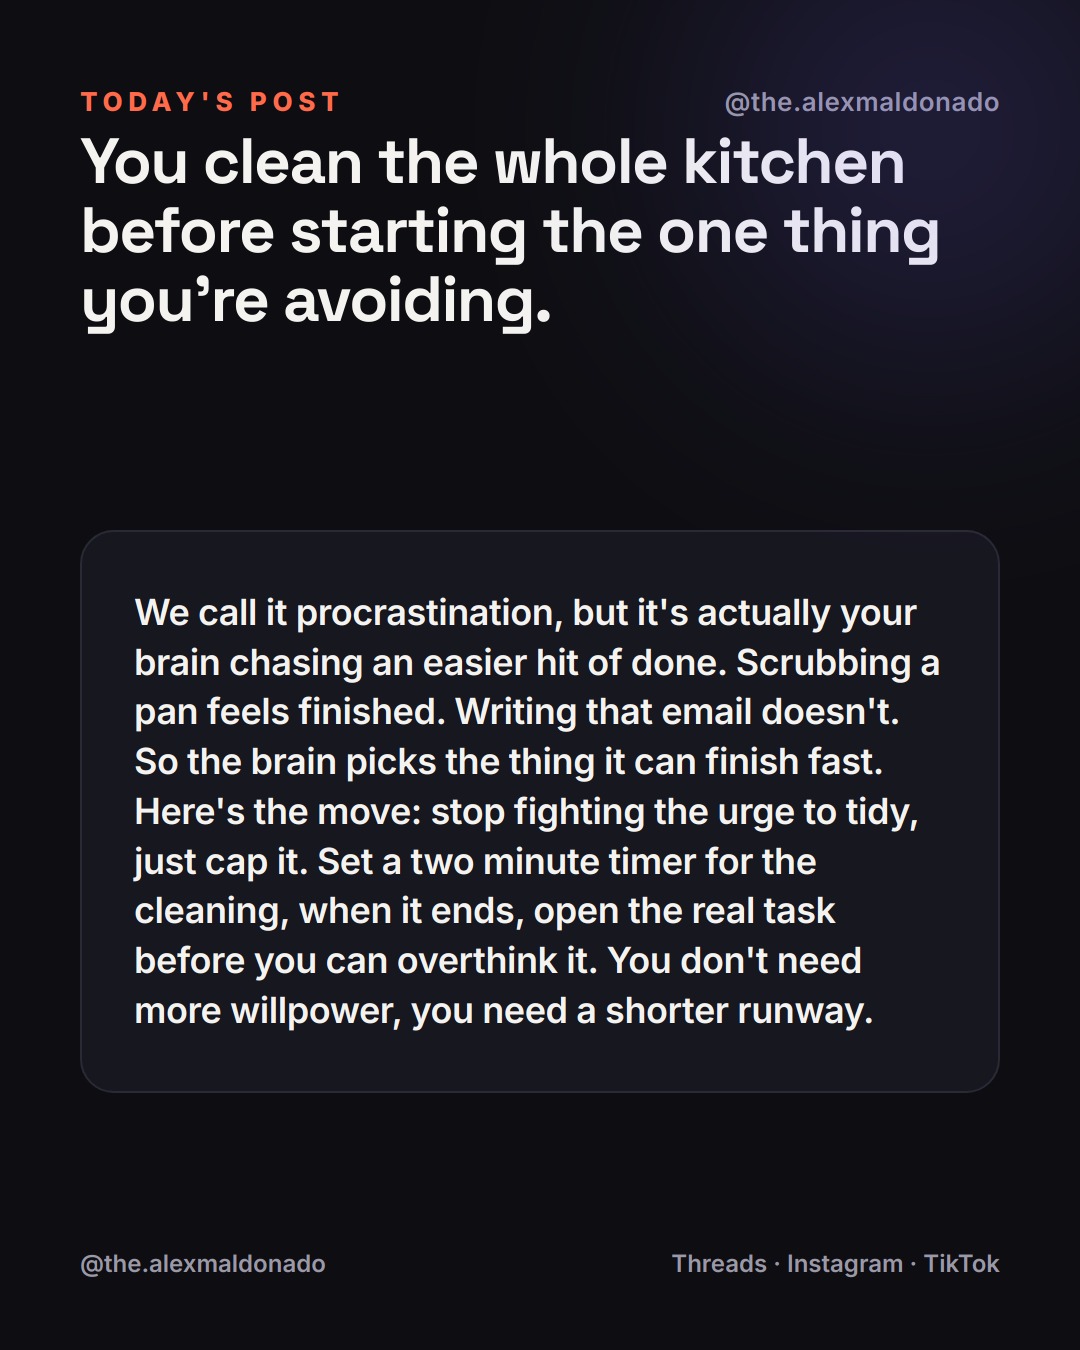 TODAY'S POST
@the.alexmaldonado
You clean the whole kitchen
before starting the one thing
you’re avoiding.
We call it procrastination, but it's actually your
brain chasing an easier hit of done. Scrubbing a
pan feels finished. Writing that email doesn't.
So the brain picks the thing it can finish fast.
Here's the move: stop fighting the urge to tidy,
just cap it. Set a two minute timer for the
cleaning, when it ends, open the real task
before you can overthink it. You don't need
more willpower, you need a shorter runway.
@the.alexmaldonado
Threads · Instagram · TikTok